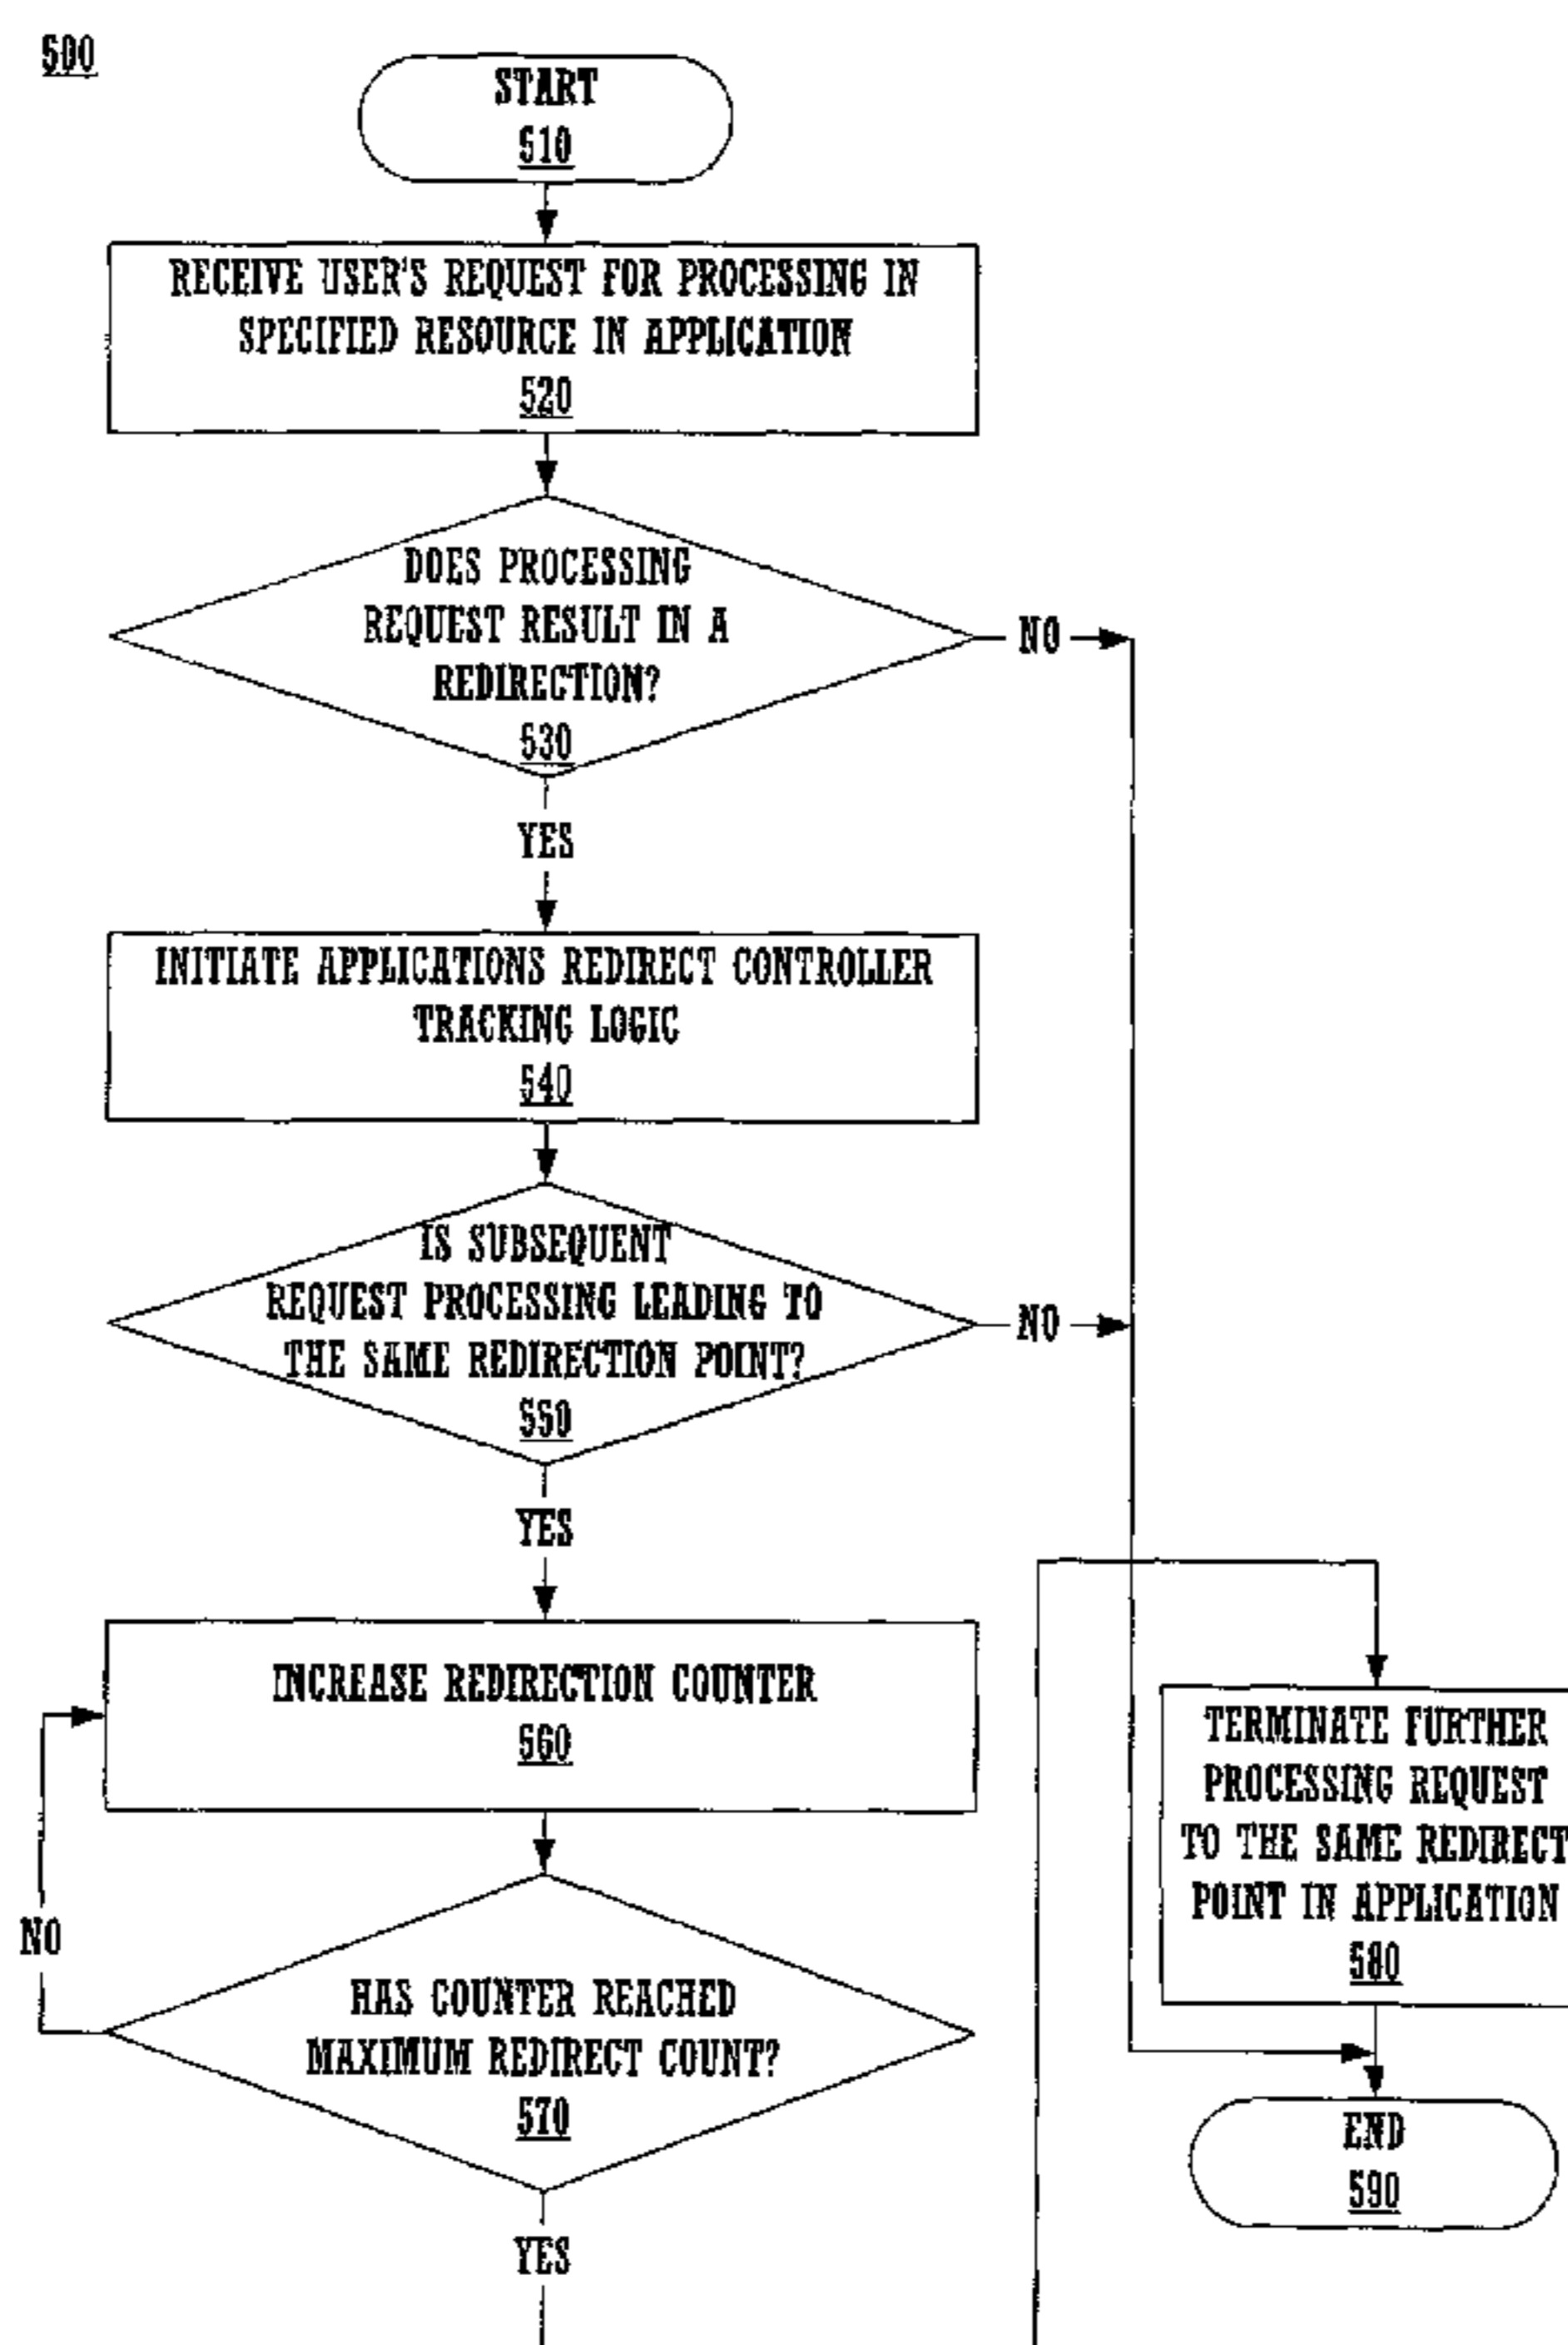 500
START
510
RECEIVE USER'S REQUEST FOR PROCESSING IN
SPECIFIED RESOURCE IN APPLICATION
520
DOES PROCESSING
REQUEST RESULT IN A
REDIRECTION?
530
NO
YES
INITIATE APPLICATIONS REDIRECT CONTROLLER
TRACKING LOGIC
540
IS SUBSEQUENT
REQUEST PROCESSING LEADING TO
THE SAME REDIRECTION POINT?
550
NO
YES
INCREASE REDIRECTION COUNTER
560
NO
HAS COUNTER REACHED
MAXIMUM REDIRECT COUNT?
570
YES
TERMINATE FURTHER
PROCESSING REQUEST
TO THE SAME REDIRECT
POINT IN APPLICATION
580
END
590